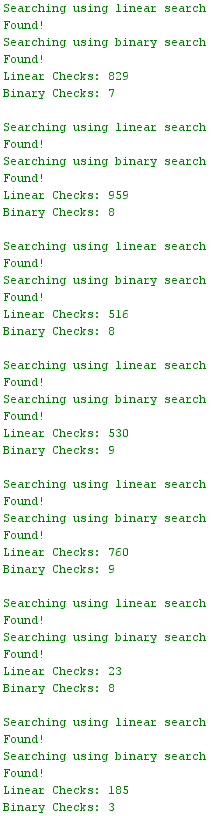 Searching using linear search
Found!
Searching using binary search
Found!
Linear Checks: 829
Binary Checks: 7

Searching using linear search
Found!
Searching using binary search
Found!
Linear Checks: 959
Binary Checks: 8

Searching using linear search
Found!
Searching using binary search
Found!
Linear Checks: 516
Binary Checks: 8

Searching using linear search
Found!
Searching using binary search
Found!
Linear Checks: 530
Binary Checks: 9

Searching using linear search
Found!
Searching using binary search
Found!
Linear Checks: 760
Binary Checks: 9

Searching using linear search
Found!
Searching using binary search
Found!
Linear Checks: 23
Binary Checks: 8

Searching using linear search
Found!
Searching using binary search
Found!
Linear Checks: 185
Binary Checks: 3